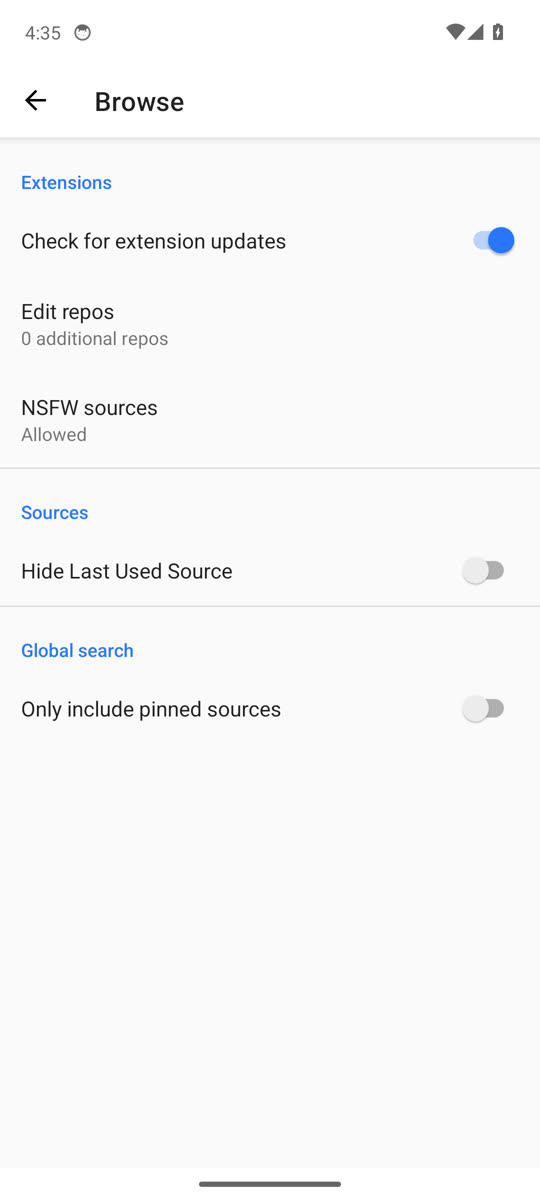 4:35
Browse
Extensions
Check for extension updates
Edit repos
0 additional repos
NSFW sources
Allowed
Sources
Hide Last Used Source
Global search
Only include pinned sources